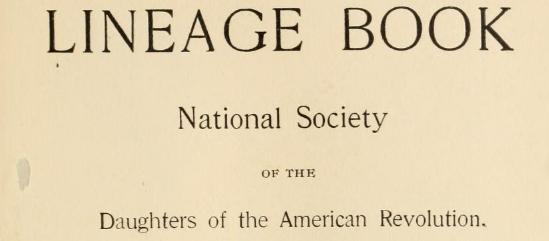 LINEAGE BOOK
National Society
OF THE
Daughters of the American Revolution.